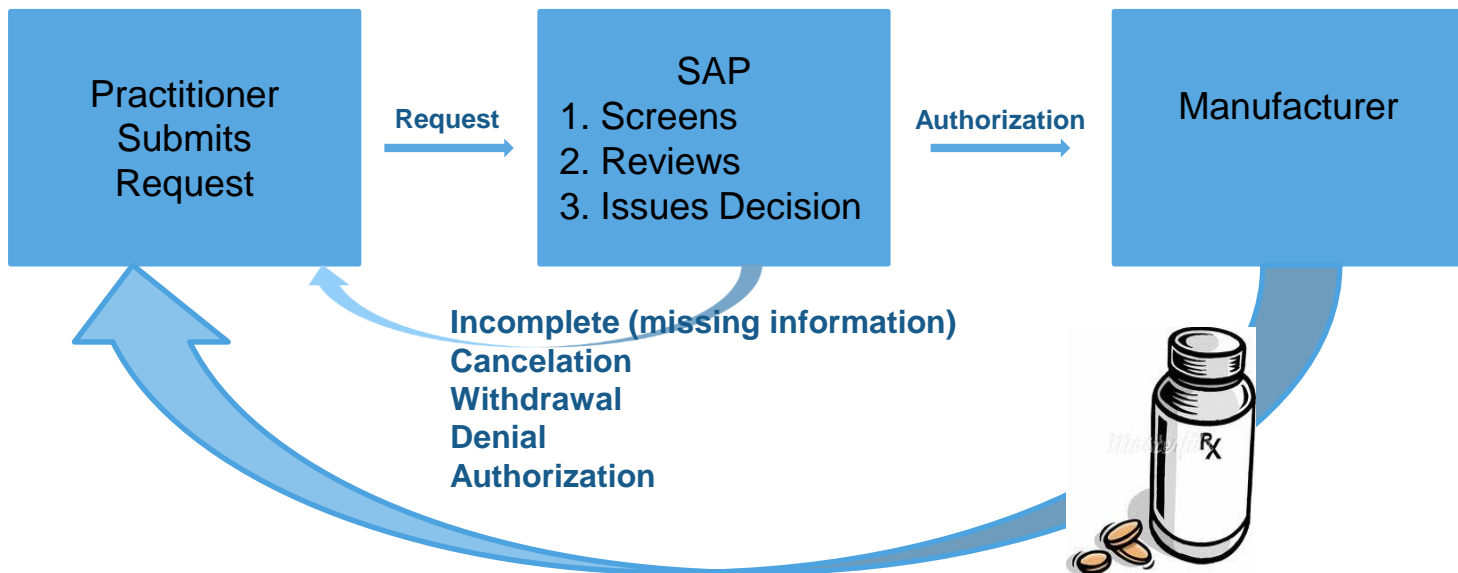 Practitioner
Submits
Request
Request
SAP
1. Screens
2. Reviews
3. Issues Decision
Authorization
Manufacturer
Incomplete (missing information)
Cancelation
Withdrawal
Denial
Authorization
RX